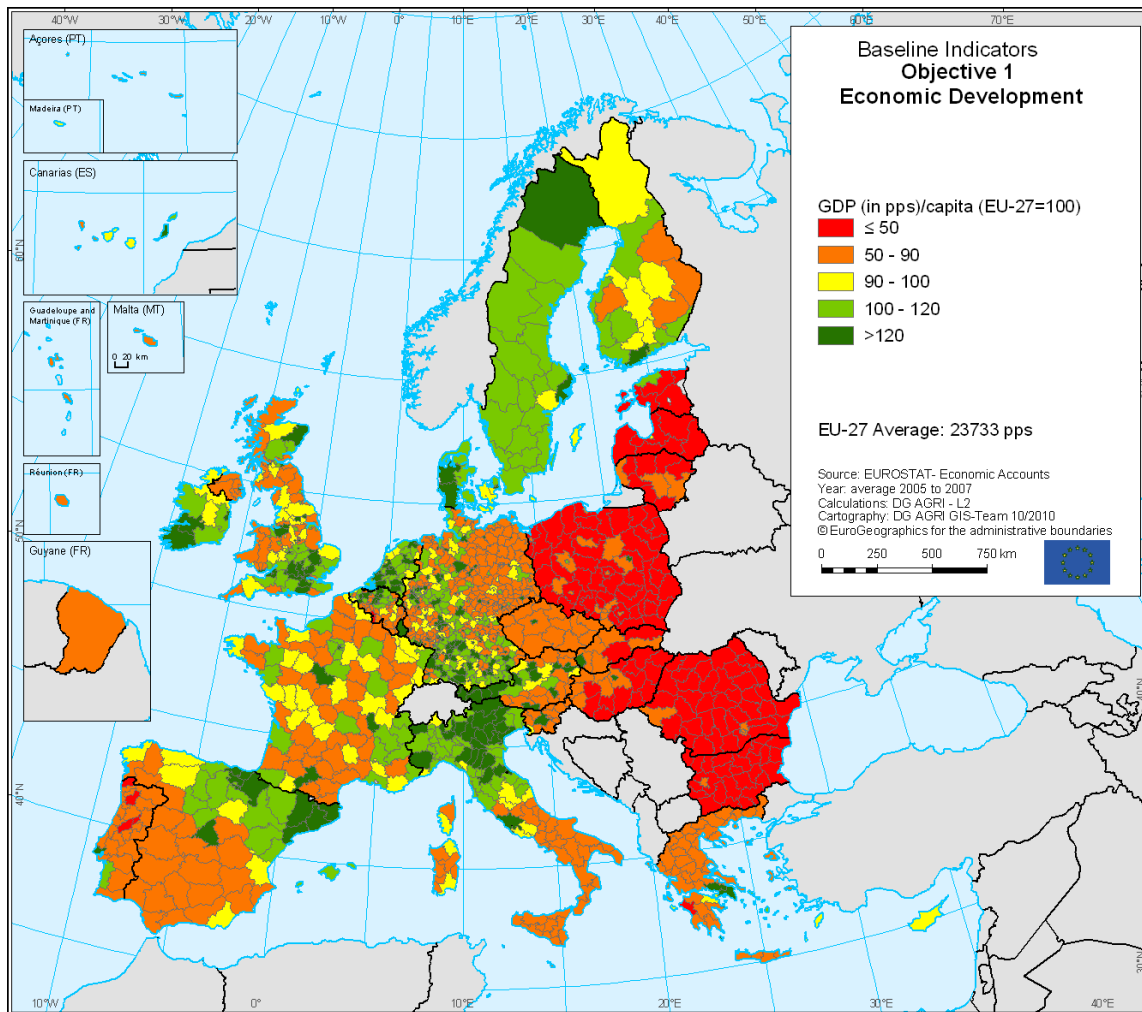 40°W
30°W
20°W
10°W
0°
10°E
20°E
30°E
40°E
50°E
60°E
70°E
Açores (PT)
Madeira (PT)
Canarias (ES)
Guadeloupe and
Martinique (FR)
Malta (MT)
0 20 km
Réunion (FR)
Guyane (FR)
60°N
50°N
40°N
Baseline Indicators
Objective 1
Economic Development
GDP (in pps)/capita (EU-27=100)
≤ 50
50 - 90
90 - 100
100 - 120
>120
EU-27 Average: 23733 pps
Source: EUROSTAT- Economic Accounts
Year: average 2005 to 2007
Calculations: DG AGRI - L2
Cartography: DG AGRI GIS-Team 10/2010
© EuroGeographics for the administrative boundaries
0 250 500 750 km
40°N
30°N
10°W
0°
10°E
20°E
30°E
40°E